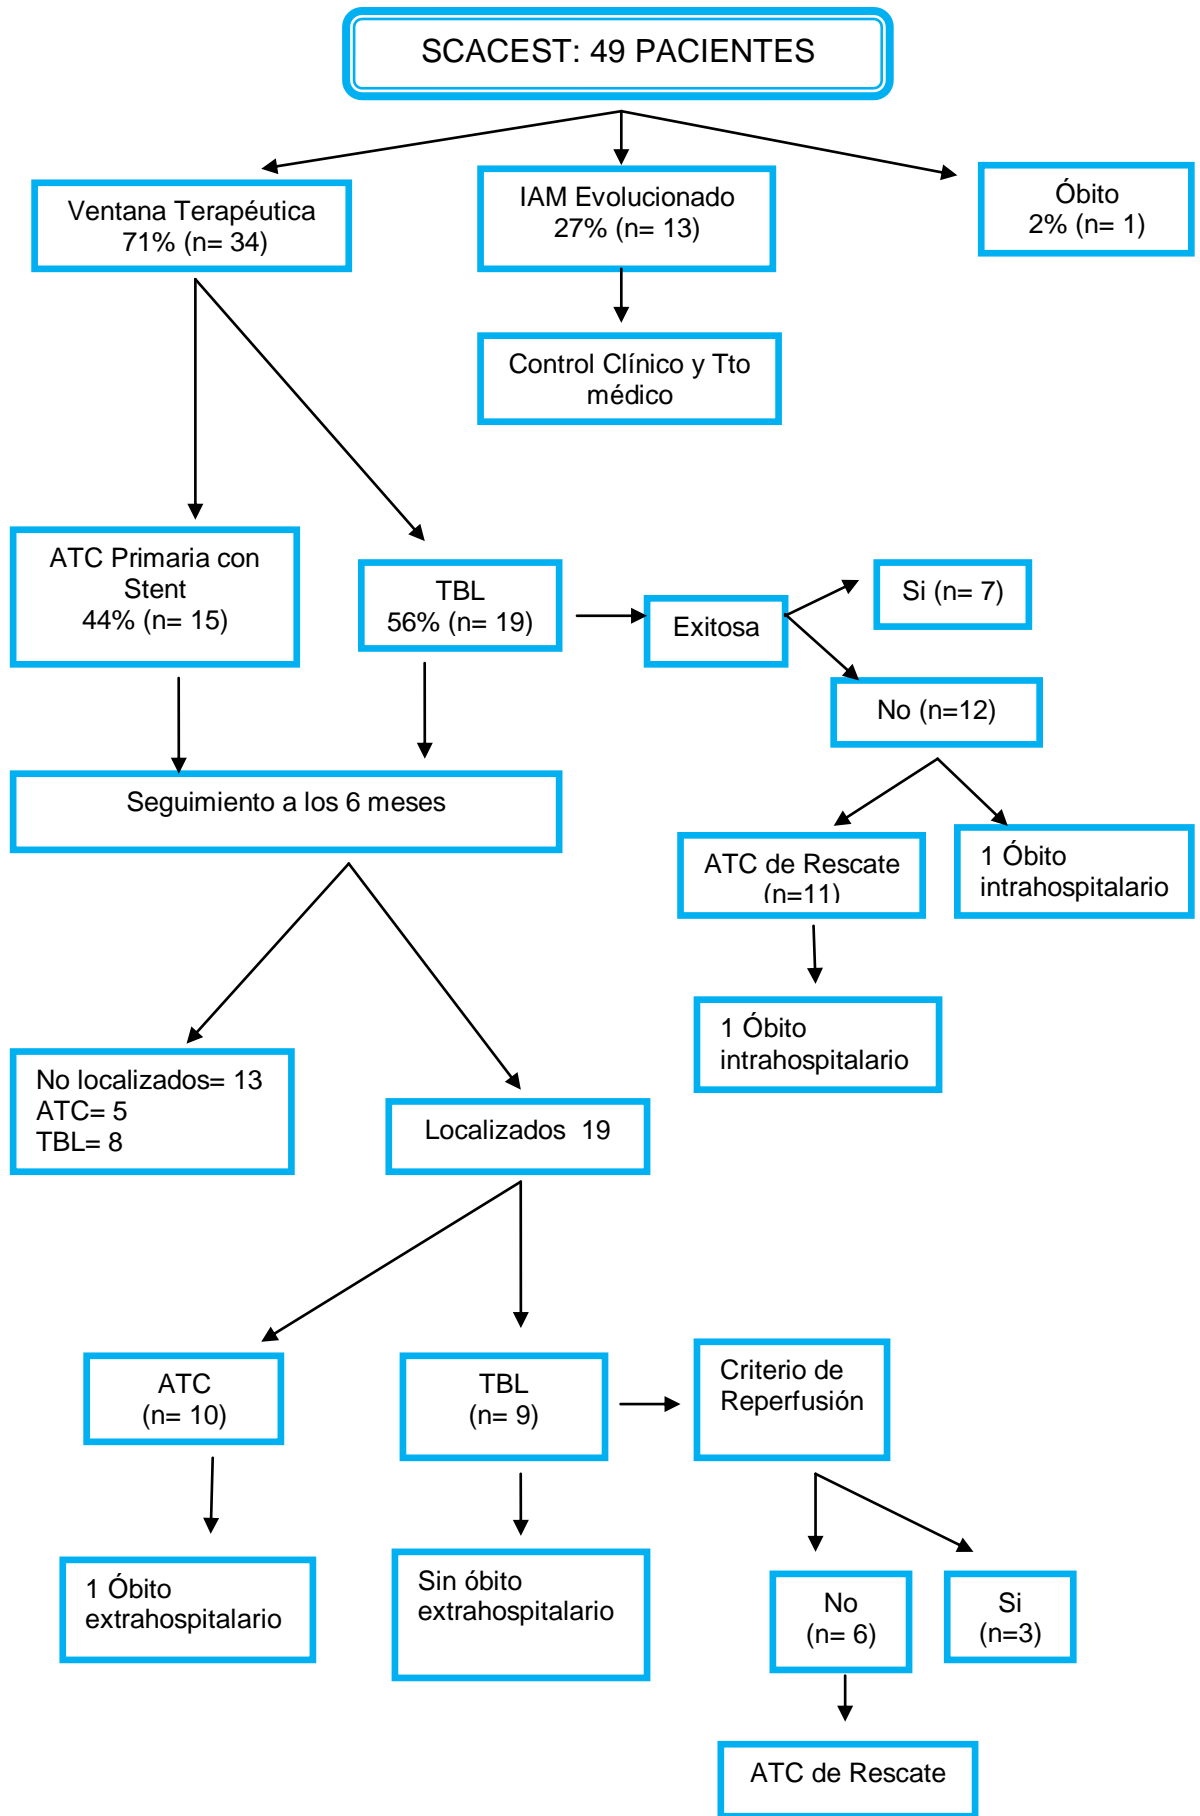 SCACEST: 49 PACIENTES
Ventana Terapéutica
71% (n= 34)
IAM Evolucionado
27% (n= 13)
Óbito
2% (n= 1)
Control Clínico y Tto
médico
ATC Primaria con
Stent
44% (n= 15)
TBL
56% (n= 19)
Exitosa
Si (n= 7)
No (n=12)
Seguimiento a los 6 meses
ATC de Rescate
(n=11)
1 Óbito
intrahospitalario
1 Óbito
intrahospitalario
No localizados= 13
ATC= 5
TBL= 8
Localizados  19
ATC
(n= 10)
TBL
(n= 9)
Criterio de
Reperfusión
1 Óbito
extrahospitalario
Sin óbito
extrahospitalario
No
(n= 6)
Si
(n=3)
ATC de Rescate